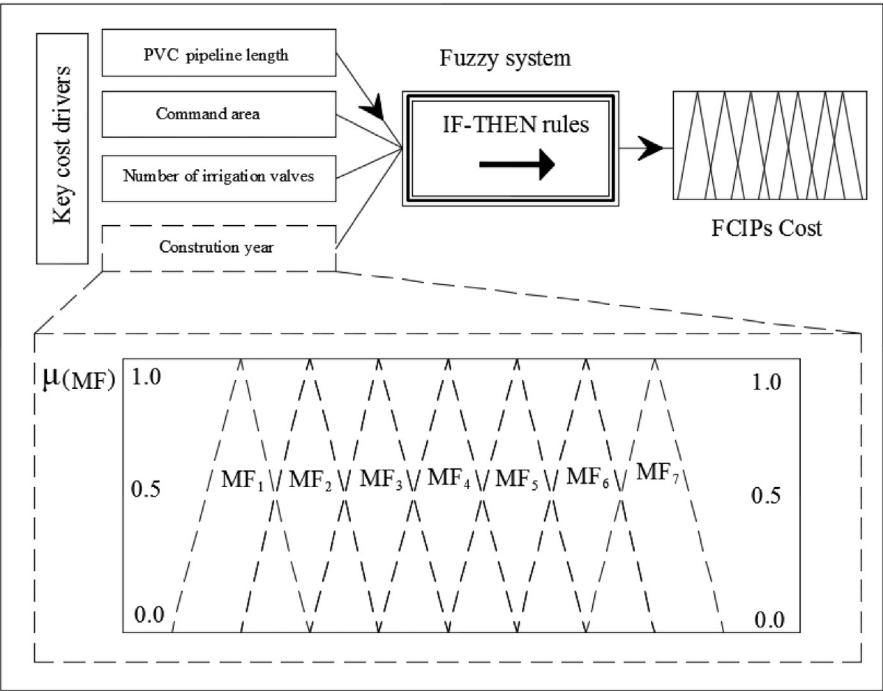 Key cost drivers
PVC pipeline length
Command area
Number of irrigation valves
Constrution year
Fuzzy system
IF-THEN rules
FCIPs Cost
μ(MF)
1.0
0.5
0.0
MF1 MF2 MF3 MF4 MF5 MF6 MF7
1.0
0.5
0.0